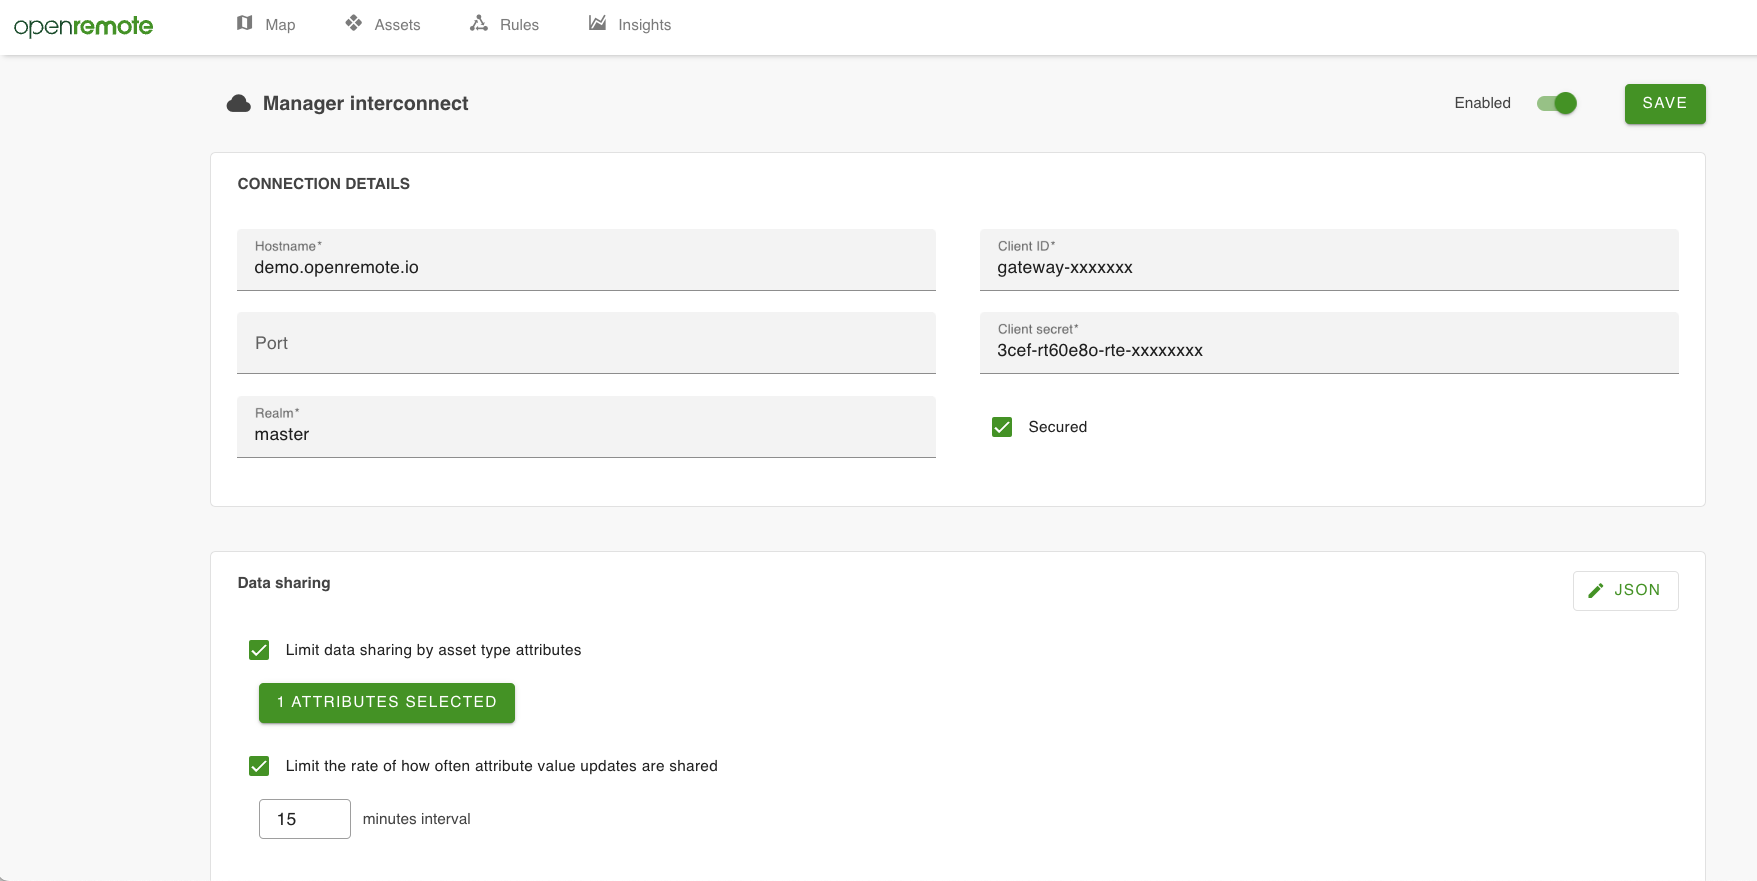 openremote Map Assets Rules Insights
Manager interconnect Enabled SAVE
CONNECTION DETAILS
Hostname* Client ID*
demo.openremote.io gateway-xxxxxxx
Port Client secret*
3cef-rt60e8o-rte-xxxxxxxx
Realm*
master Secured
Data sharing JSON
Limit data sharing by asset type attributes
1 ATTRIBUTES SELECTED
Limit the rate of how often attribute value updates are shared
15 minutes interval